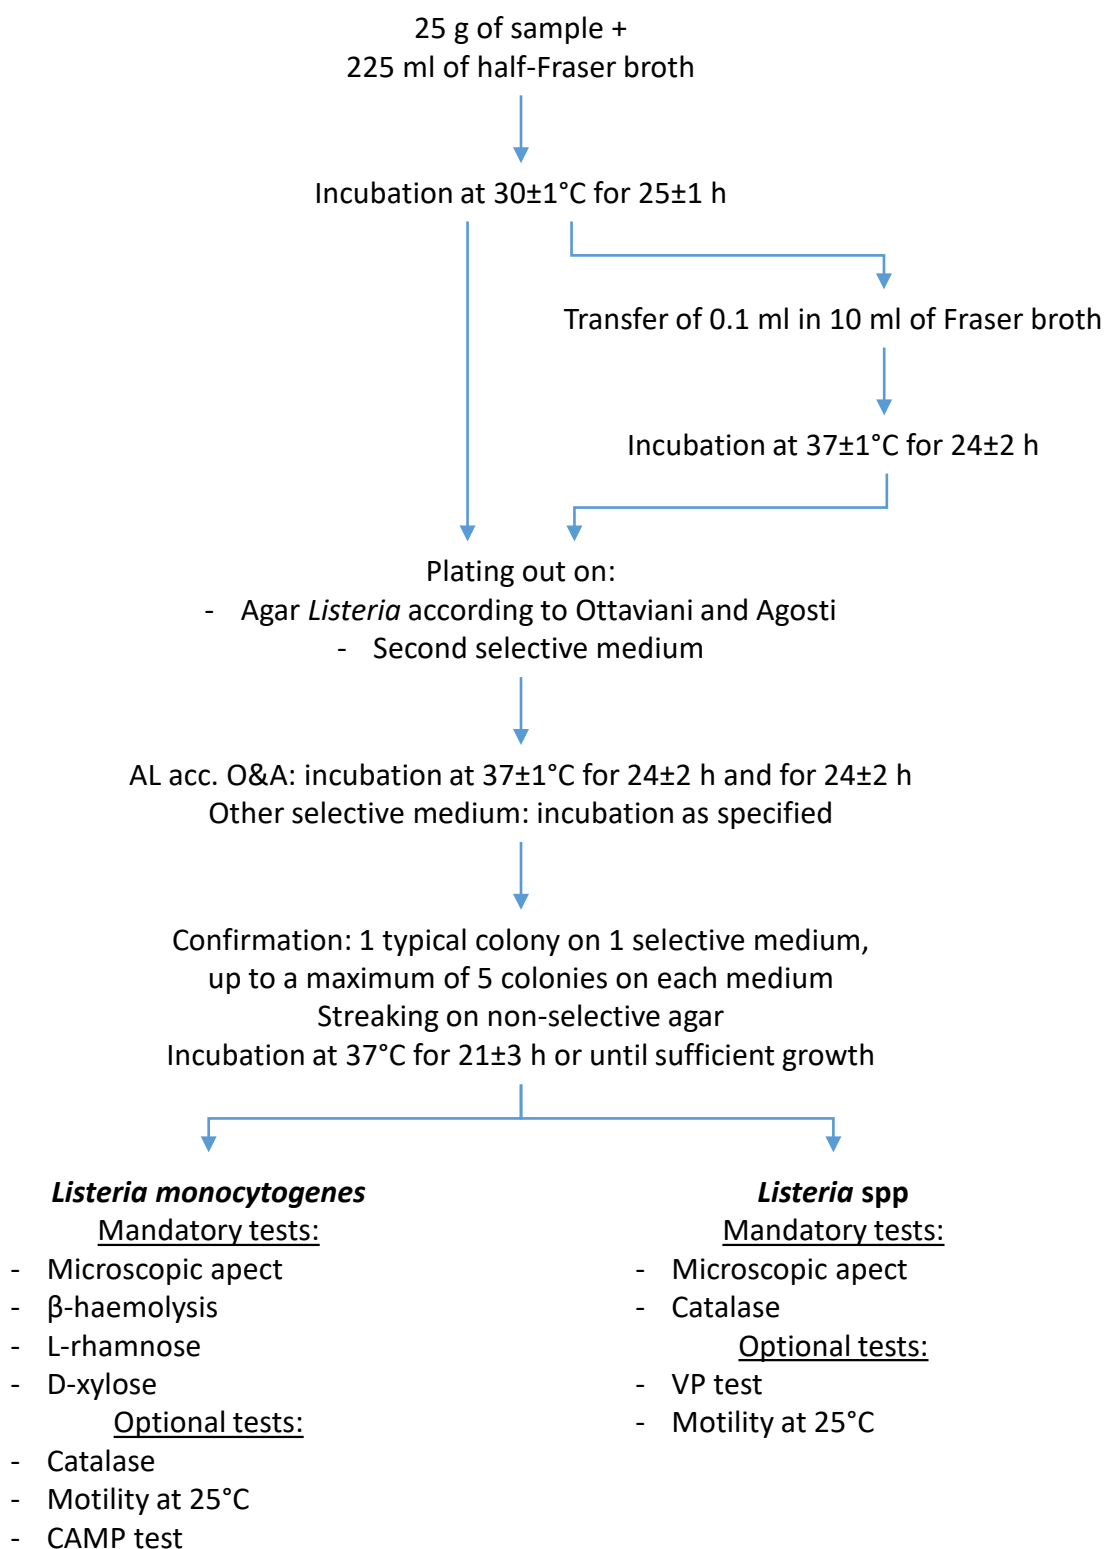 25 g of sample +
225 ml of half-Fraser broth
Incubation at 30±1°C for 25±1 h
Transfer of 0.1 ml in 10 ml of Fraser broth
Incubation at 37±1°C for 24±2 h
Plating out on:
- Agar Listeria according to Ottaviani and Agosti
- Second selective medium
AL acc. O&A: incubation at 37±1°C for 24±2 h and for 24±2 h
Other selective medium: incubation as specified
Confirmation: 1 typical colony on 1 selective medium,
up to a maximum of 5 colonies on each medium
Streaking on non-selective agar
Incubation at 37°C for 21±3 h or until sufficient growth
Listeria monocytogenes
Mandatory tests:
- Microscopic apect
- β-haemolysis
- L-rhamnose
- D-xylose
Optional tests:
- Catalase
- Motility at 25°C
- CAMP test
Listeria spp
Mandatory tests:
- Microscopic apect
- Catalase
Optional tests:
- VP test
- Motility at 25°C